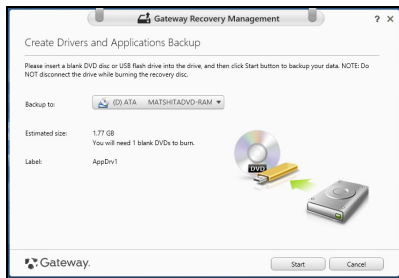 Gateway Recovery Management
? ×
Create Drivers and Applications Backup
Please insert a blank DVD disc or USB flash drive into the drive, and then click Start button to backup your data. NOTE: Do
NOT disconnect the drive while burning the recovery disc.
Backup to: (D) ATA MATSHITADVD-RAM
Estimated size: 1.77 GB
You will need 1 blank DVDs to burn.
Label: AppDrv1
DVD
Gateway.
Start Cancel